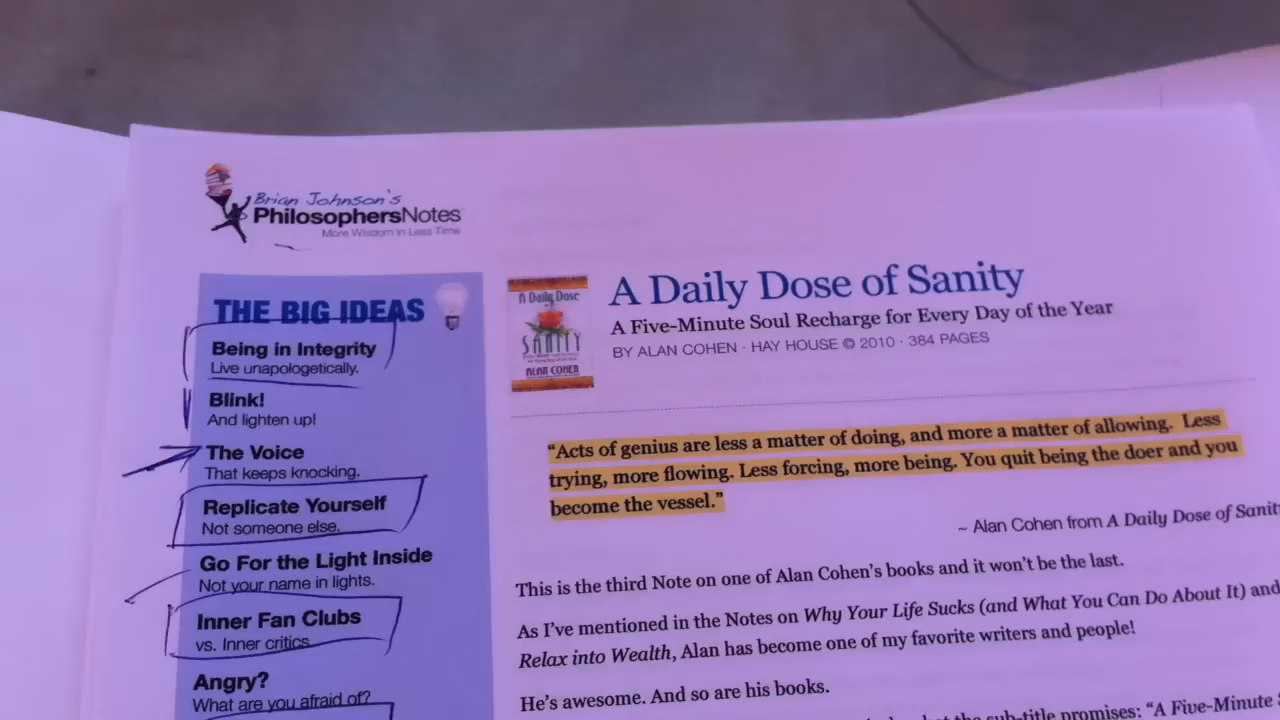 Brian Johnson's
PhilosophersNotes
More Wisdom in Less Time
THE BIG IDEAS
Being in Integrity
Live unapologetically.
Blink!
And lighten up!
The Voice
That keeps knocking.
Replicate Yourself
Not someone else.
Go For the Light Inside
Not your name in lights.
Inner Fan Clubs
vs. Inner critics.
Angry?
What are you afraid of?
A Daily Dose
SANITY
ALAN COHEN
A Daily Dose of Sanity
A Five-Minute Soul Recharge for Every Day of the Year
BY ALAN COHEN · HAY HOUSE © 2010 · 384 PAGES
“Acts of genius are less a matter of doing, and more a matter of allowing. Less
trying, more flowing. Less forcing, more being. You quit being the doer and you
become the vessel.”
~ Alan Cohen from A Daily Dose of Sanity
This is the third Note on one of Alan Cohen’s books and it won’t be the last.
As I’ve mentioned in the Notes on Why Your Life Sucks (and What You Can Do About It) and
Relax into Wealth, Alan has become one of my favorite writers and people!
He’s awesome. And so are his books.
the sub-title promises: “A Five-Minute